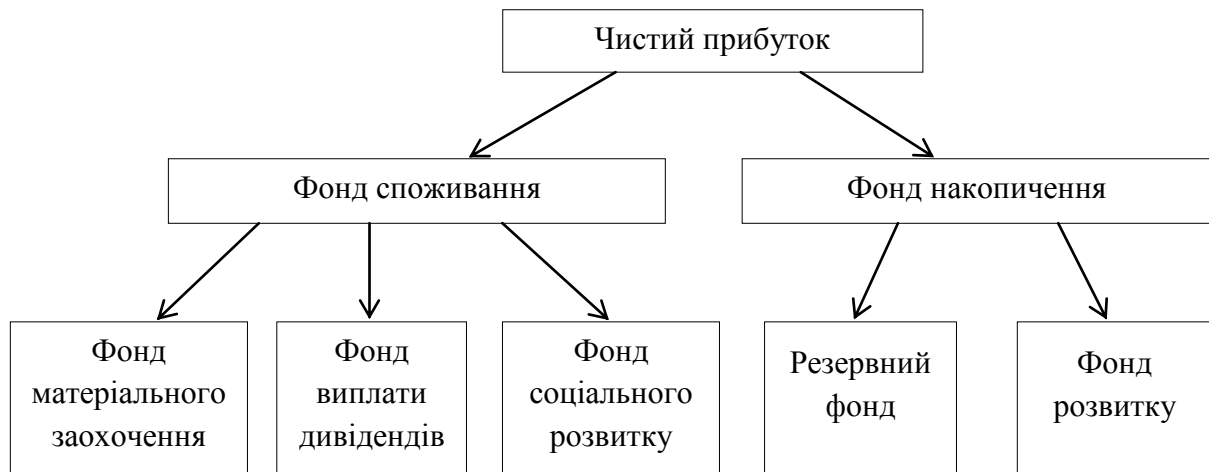 Чистий прибуток
Фонд споживання
Фонд накопичення
Фонд
матеріального
заохочення
Фонд
виплати
дивідендів
Фонд
соціального
розвитку
Резервний
фонд
Фонд
розвитку